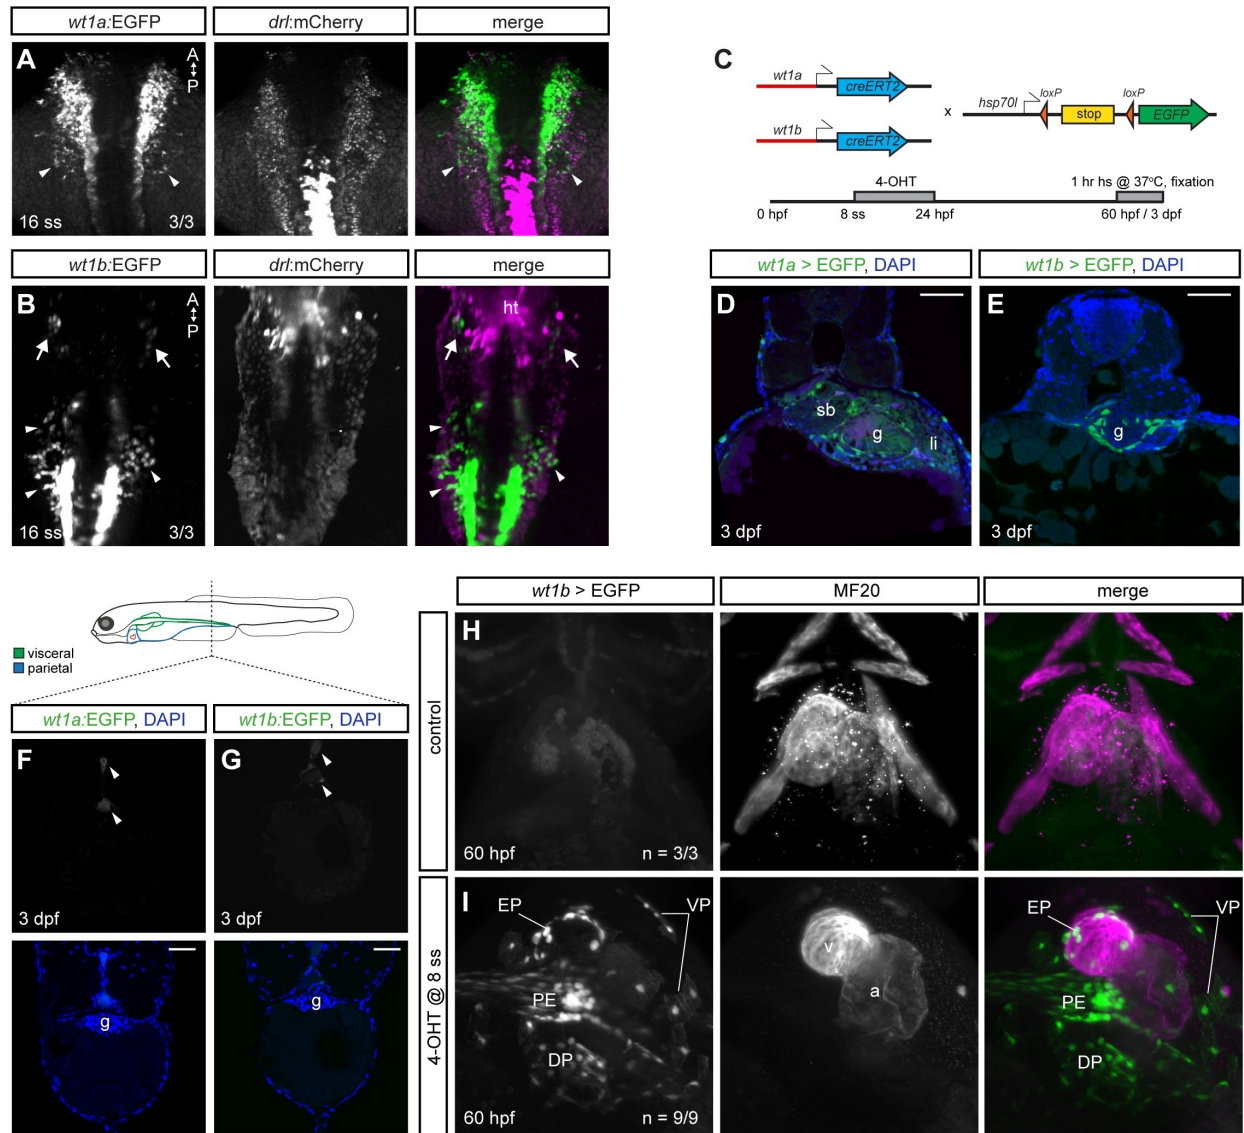 wt1a:EGFP
drl:mCherry
merge
A
A
P
16 ss
3/3
wt1b:EGFP
drl:mCherry
merge
B
A
P
ht
16 ss
3/3
C
wt1a
creERT2
wt1b
creERT2
x
hsp70l
loxP
stop
loxP
EGFP
4-OHT
1 hr hs @ 37ºC, fixation
0 hpf
8 ss
24 hpf
60 hpf / 3 dpf
wt1a > EGFP, DAPI
wt1b > EGFP, DAPI
D
sb
g
li
3 dpf
E
g
3 dpf
visceral
parietal
wt1a:EGFP, DAPI
wt1b:EGFP, DAPI
F
3 dpf
g
G
3 dpf
g
wt1b > EGFP
MF20
merge
control
H
60 hpf
n = 3/3
4-OHT @ 8 ss
I
EP
VP
PE
DP
60 hpf
n = 9/9
v
a
EP
VP
PE
DP